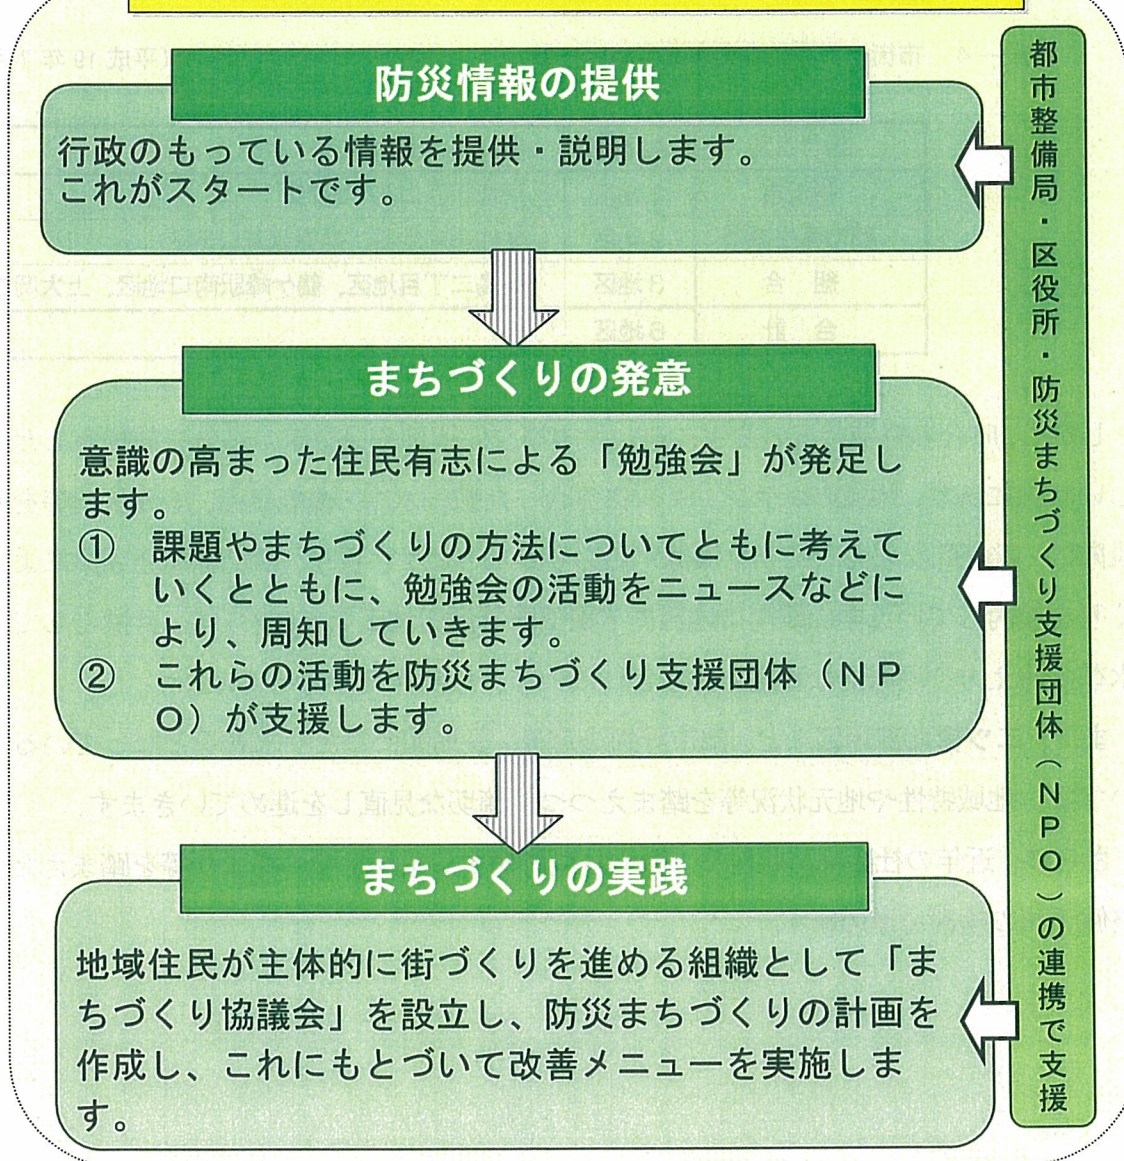 防災情報の提供
行政のもっている情報を提供・説明します。
これがスタートです。
まちづくりの発意
意識の高まった住民有志による「勉強会」が発足し
ます。
① 課題やまちづくりの方法についてともに考えて
いくとともに、勉強会の活動をニュースなどに
より、周知していきます。
② これらの活動を防災まちづくり支援団体（ＮＰ
Ｏ）が支援します。
まちづくりの実践
地域住民が主体的に街づくりを進める組織として「ま
ちづくり協議会」を設立し、防災まちづくりの計画を
作成し、これにもとづいて改善メニューを実施しま
す。
都市整備局・区役所・防災まちづくり支援団体（ＮＰＯ）の連携で支援